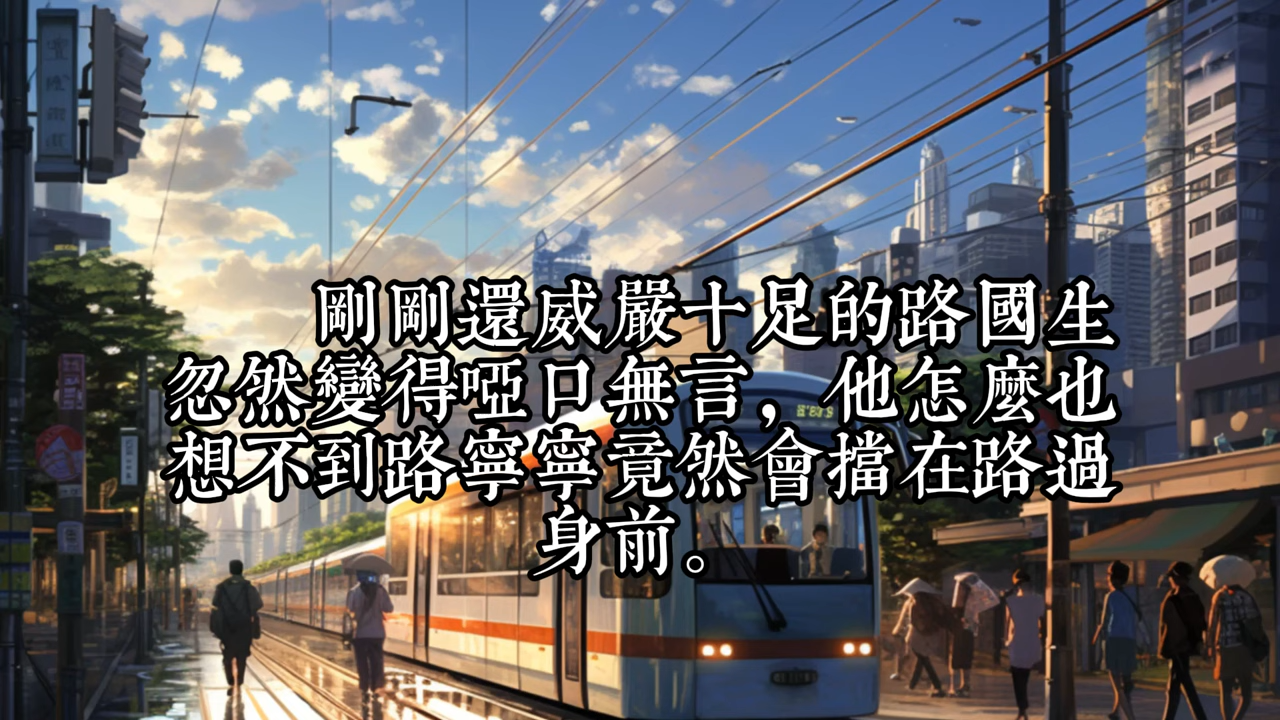 剛剛還威嚴十足的路國生
忽然變得啞口無言，他怎麼也
想不到路寧寧竟然會擋在路過
身前。